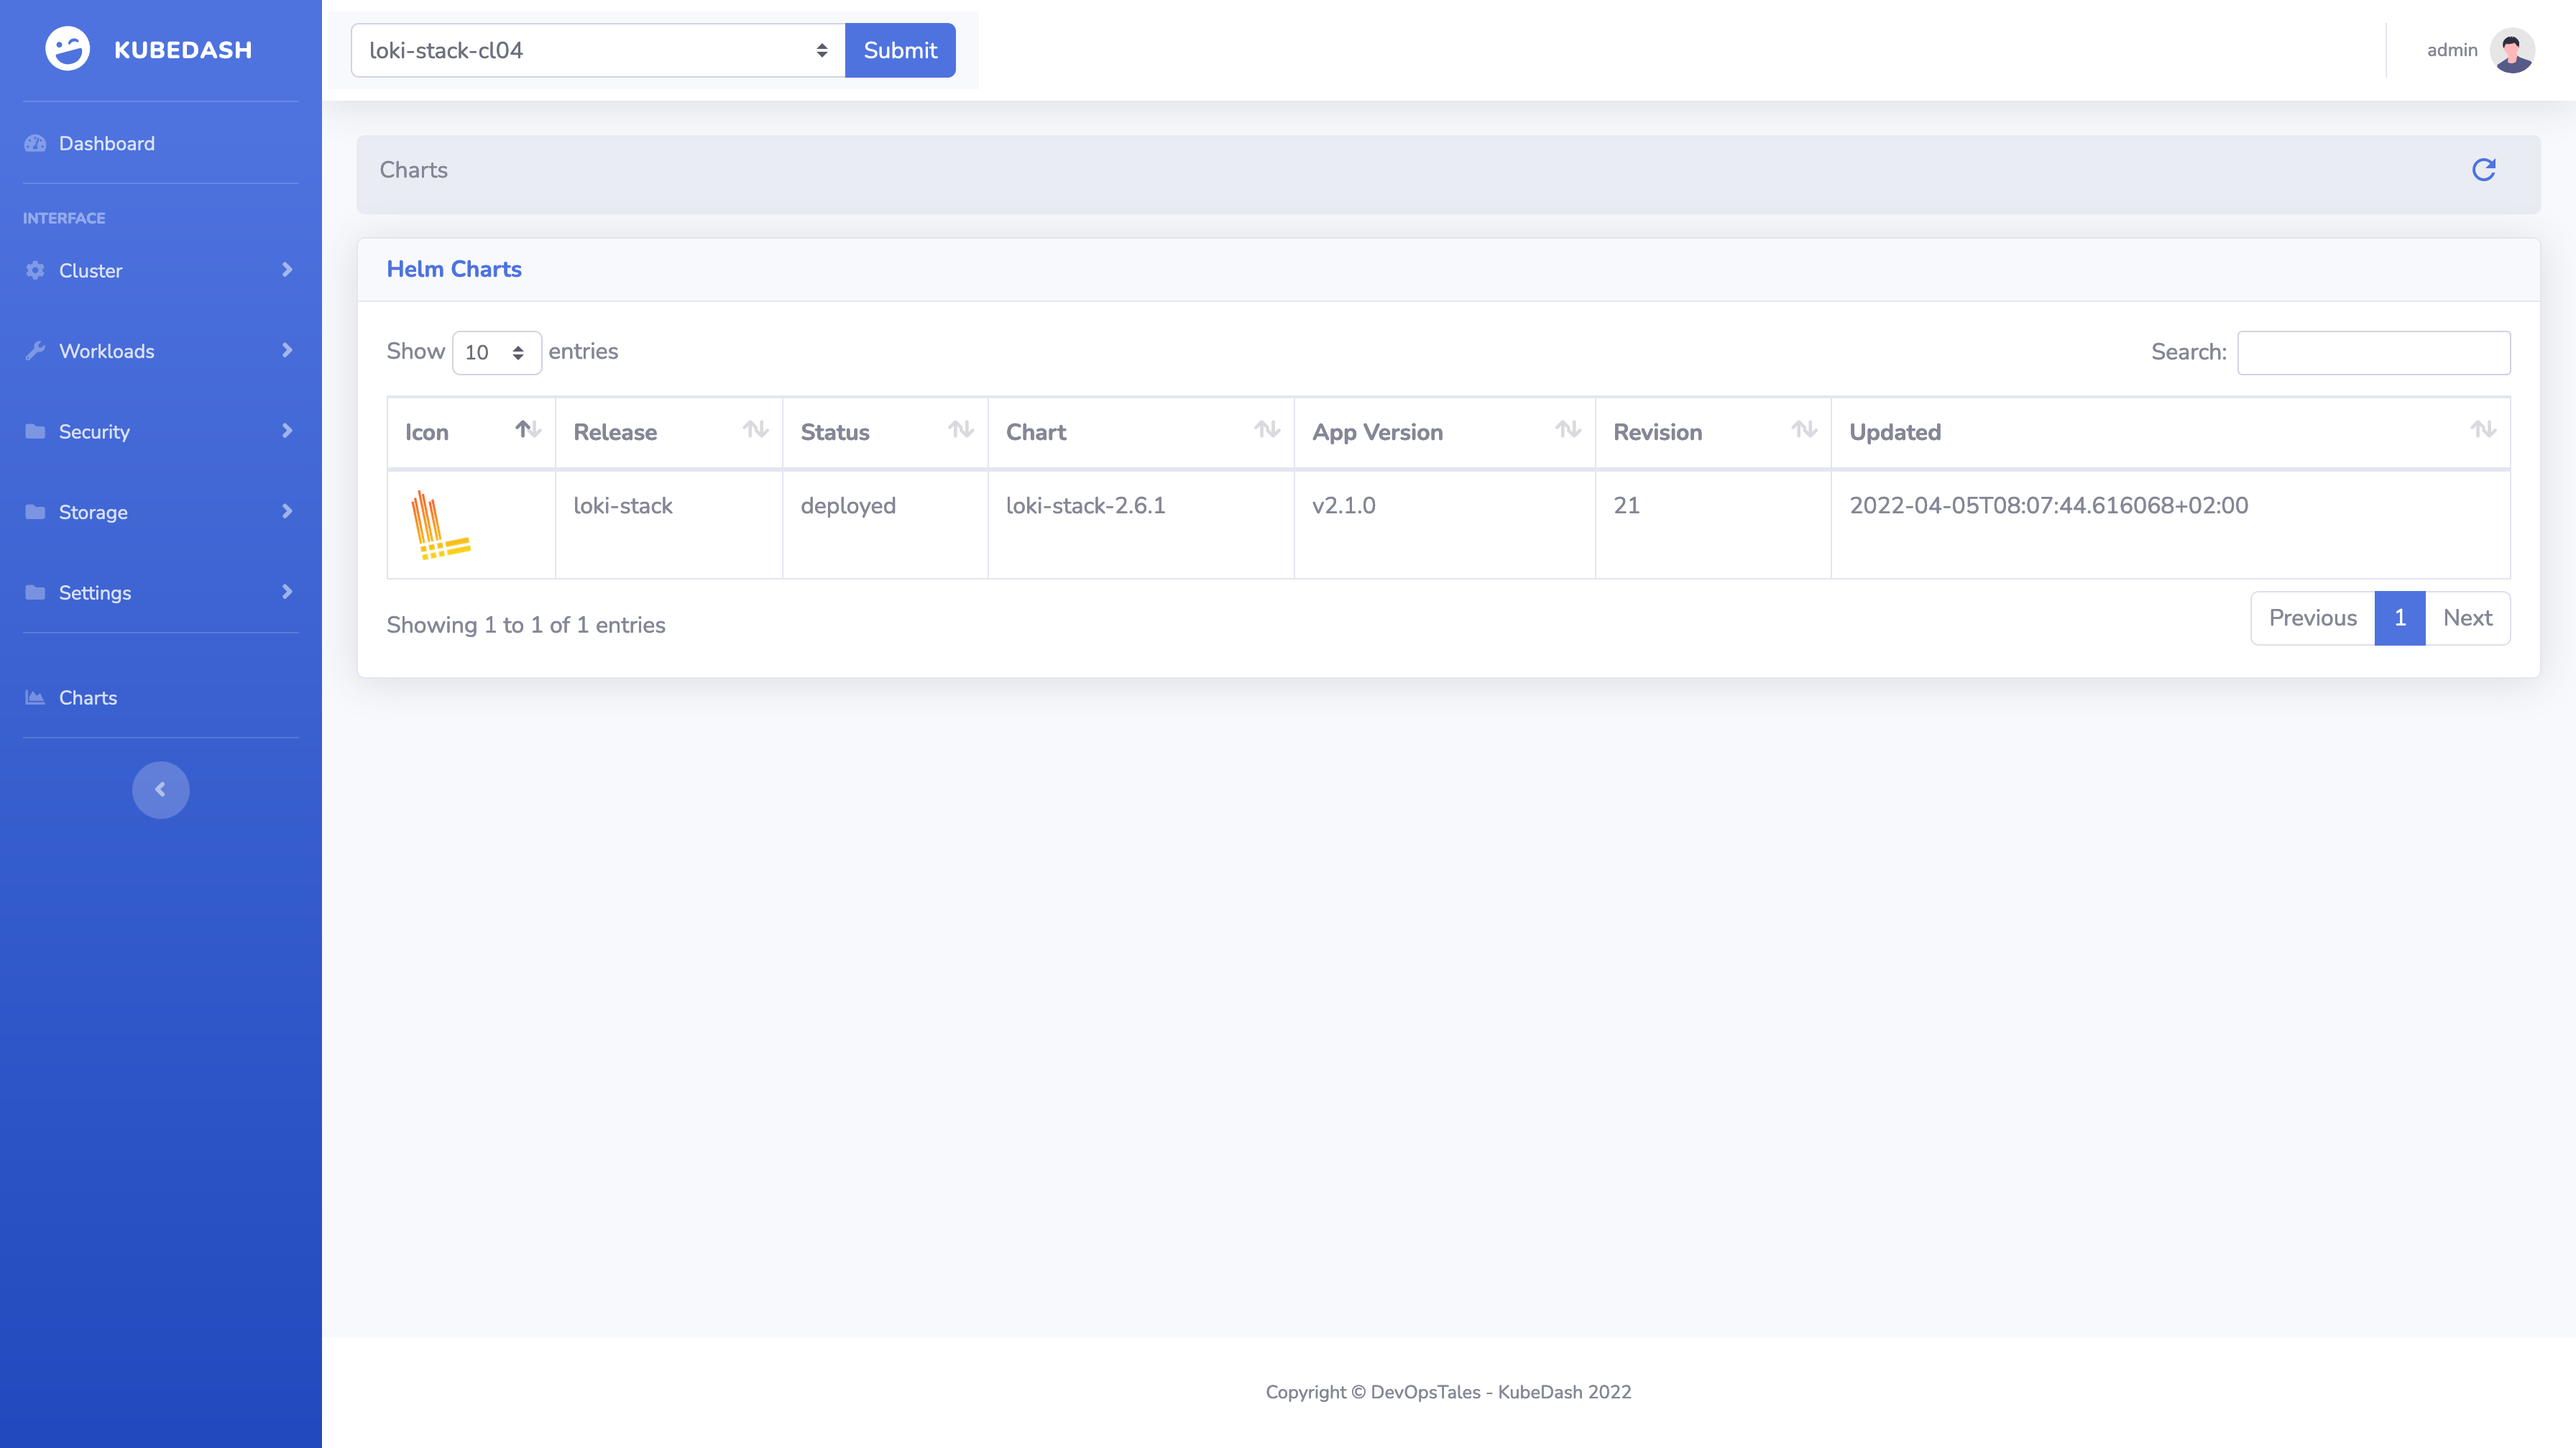 KUBEDASH
loki-stack-cl04 Submit
admin
Dashboard
INTERFACE
Cluster
Workloads
Security
Storage
Settings
Charts
Charts
Helm Charts
Show 10 entries
Search:
Icon Release Status Chart App Version Revision Updated
loki-stack deployed loki-stack-2.6.1 v2.1.0 21 2022-04-05T08:07:44.616068+02:00
Showing 1 to 1 of 1 entries
Previous 1 Next
Copyright © DevOpsTales - KubeDash 2022